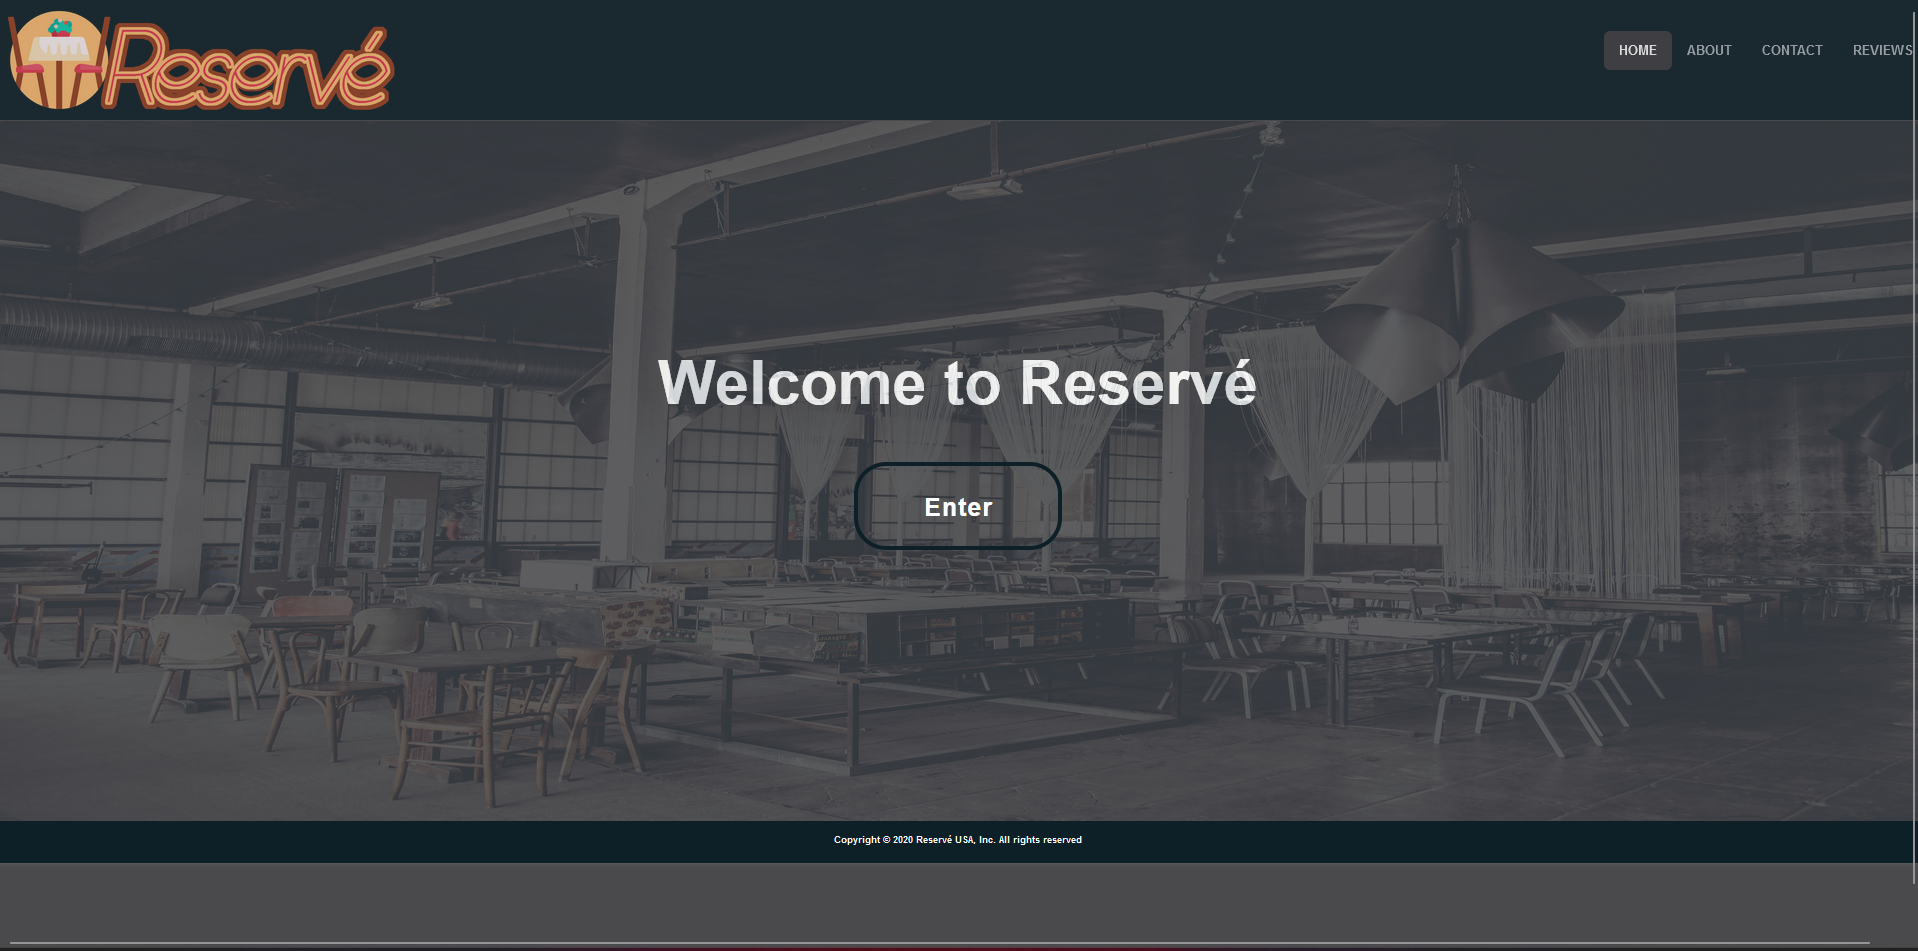 Reservé
HOME ABOUT CONTACT REVIEWS
Welcome to Reservé
Enter
Copyright © 2020 Reservé USA, Inc. All rights reserved